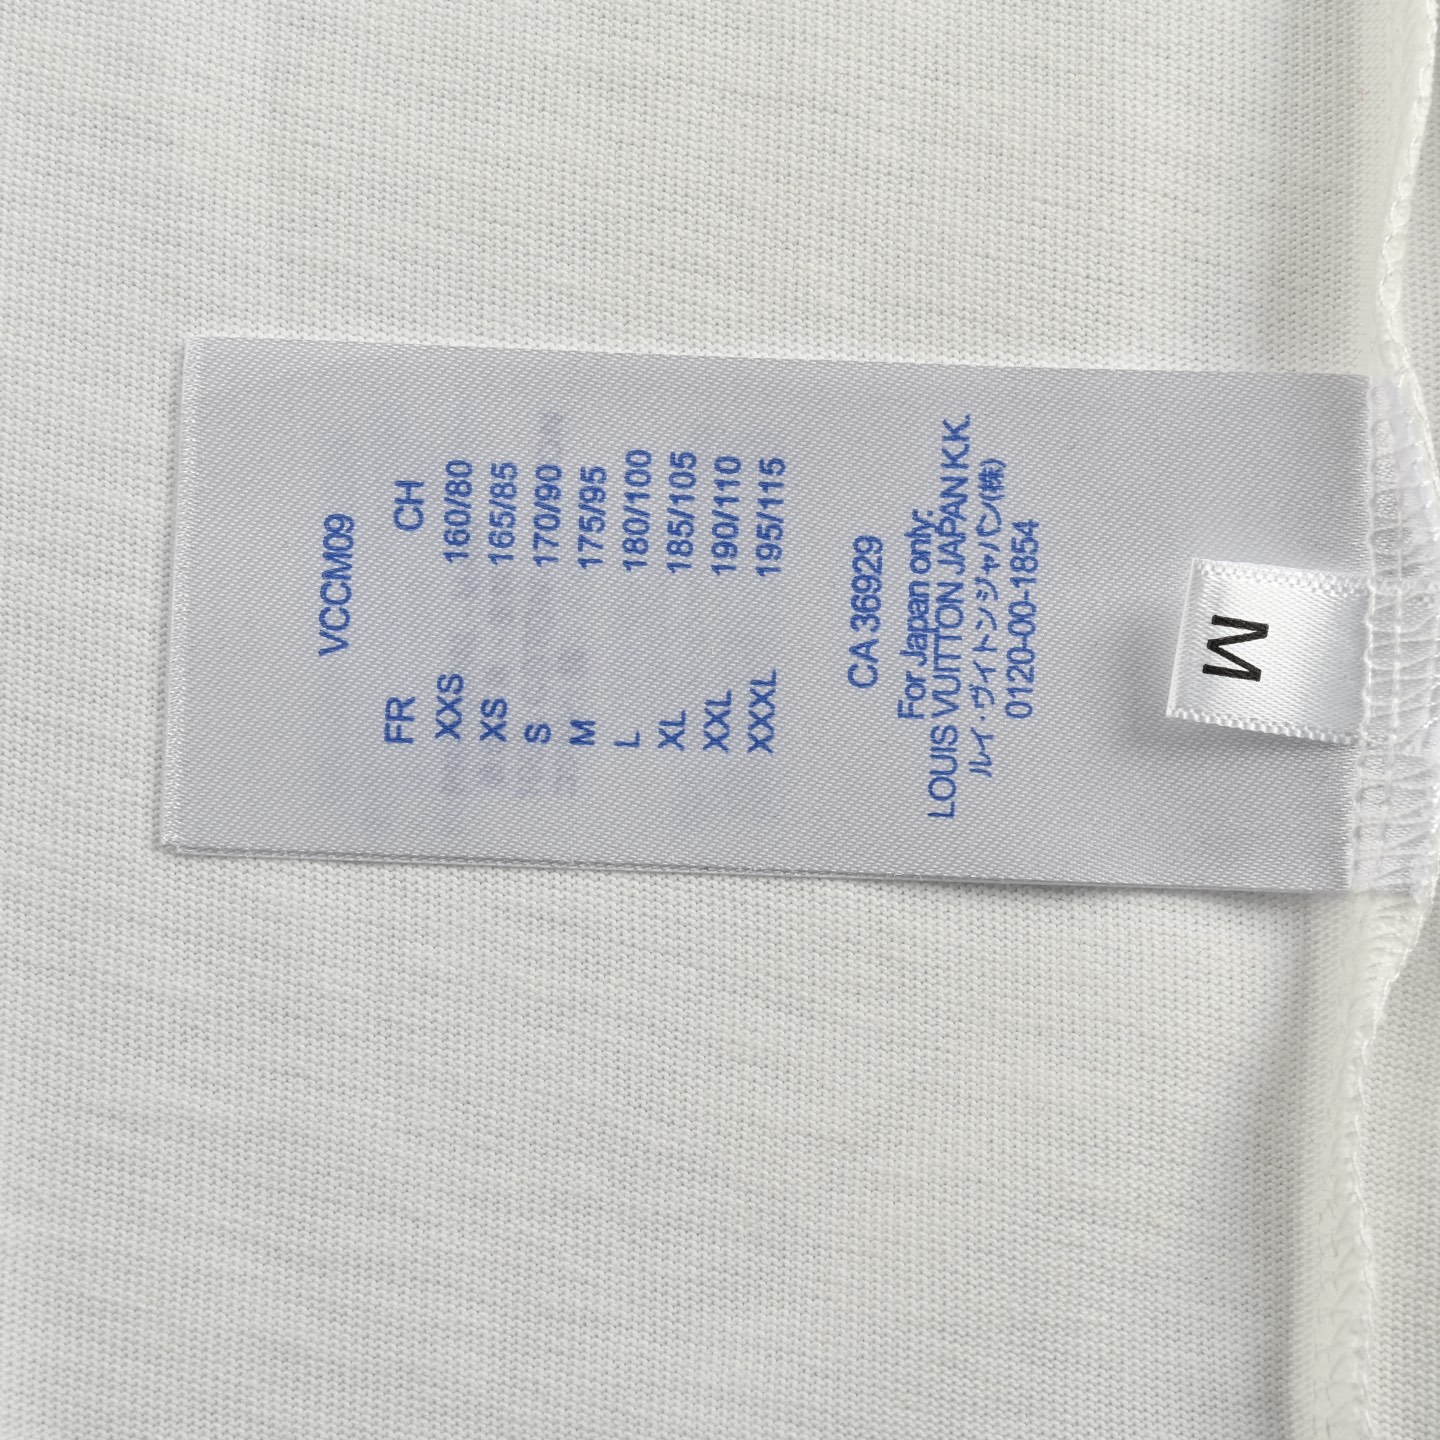 VCCM09
FR CH
XXS 160/80
XS 165/85
S 170/90
M 175/95
L 180/100
XL 185/105
XXL 190/110
XXXL 195/115
CA 36929
For Japan only:
LOUIS VUITTON JAPAN K.K.
ルイ・ヴィトンジャパン(株)
0120-00-1854
M